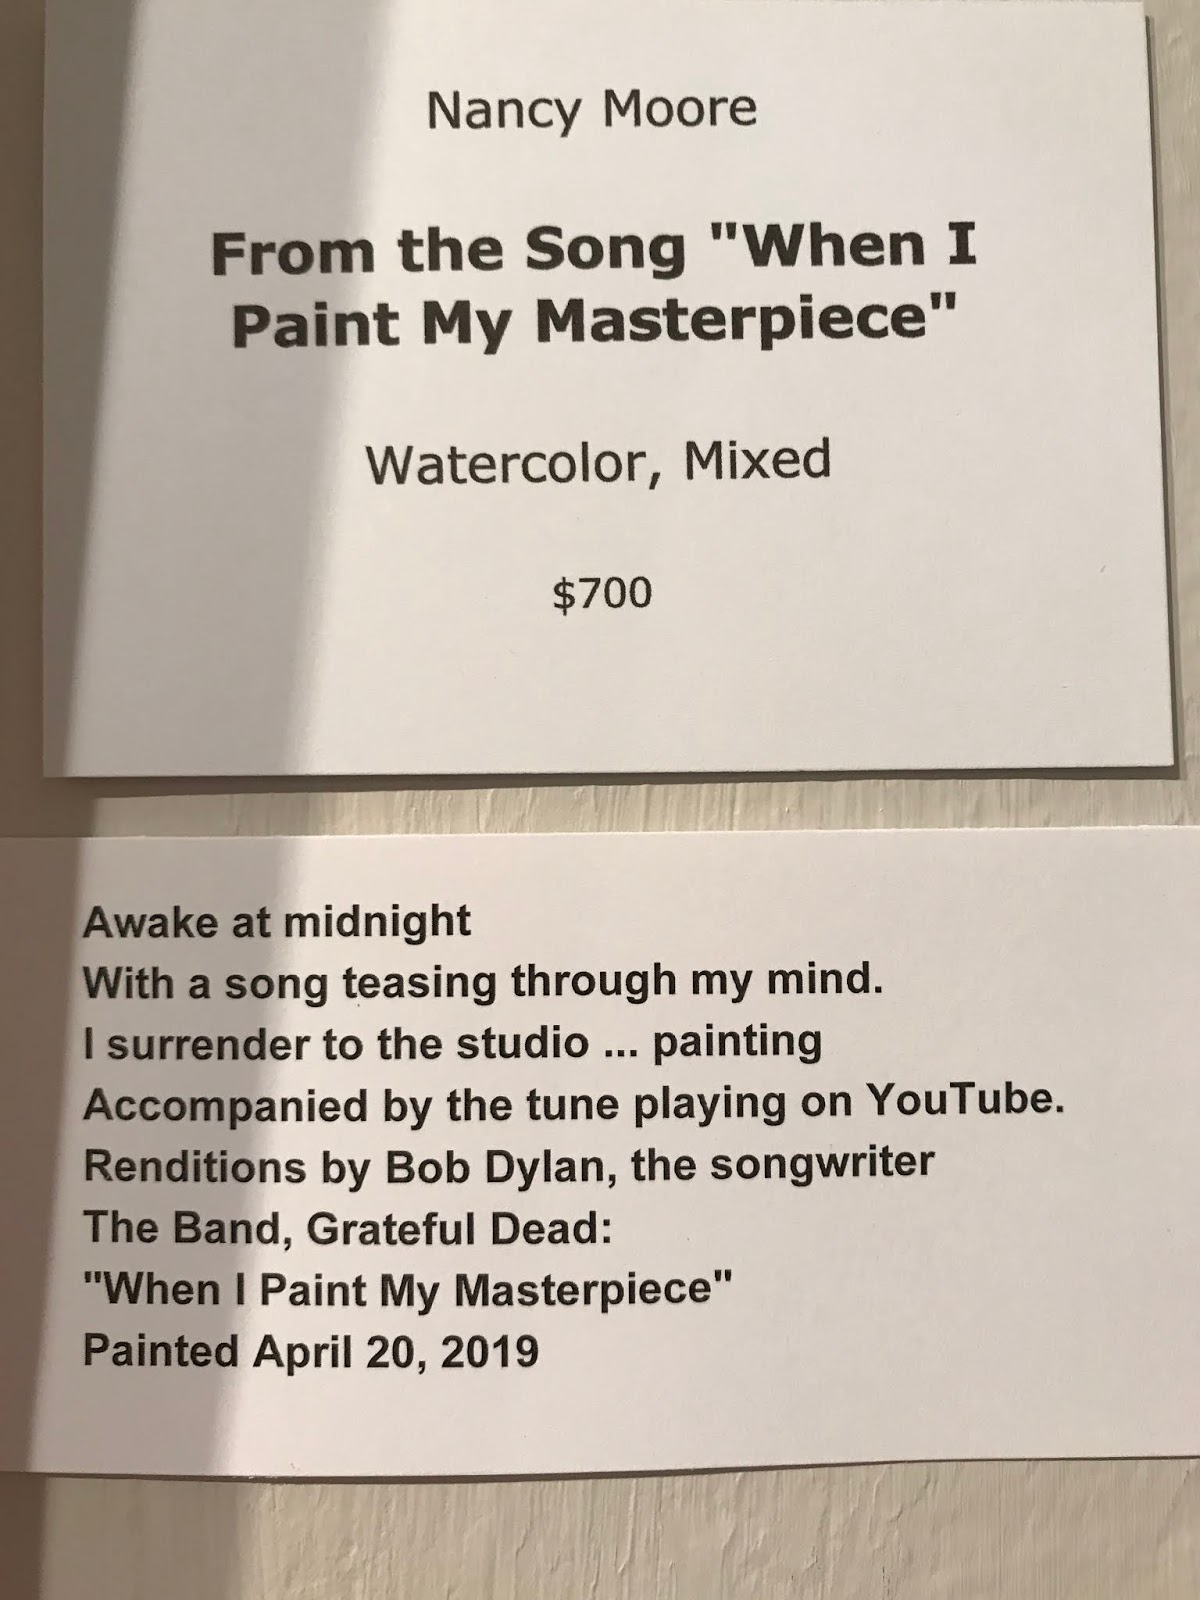 Nancy Moore
From the Song "When I
Paint My Masterpiece"
Watercolor, Mixed
$700
Awake at midnight
With a song teasing through my mind.
I surrender to the studio ... painting
Accompanied by the tune playing on YouTube.
Renditions by Bob Dylan, the songwriter
The Band, Grateful Dead:
"When I Paint My Masterpiece"
Painted April 20, 2019